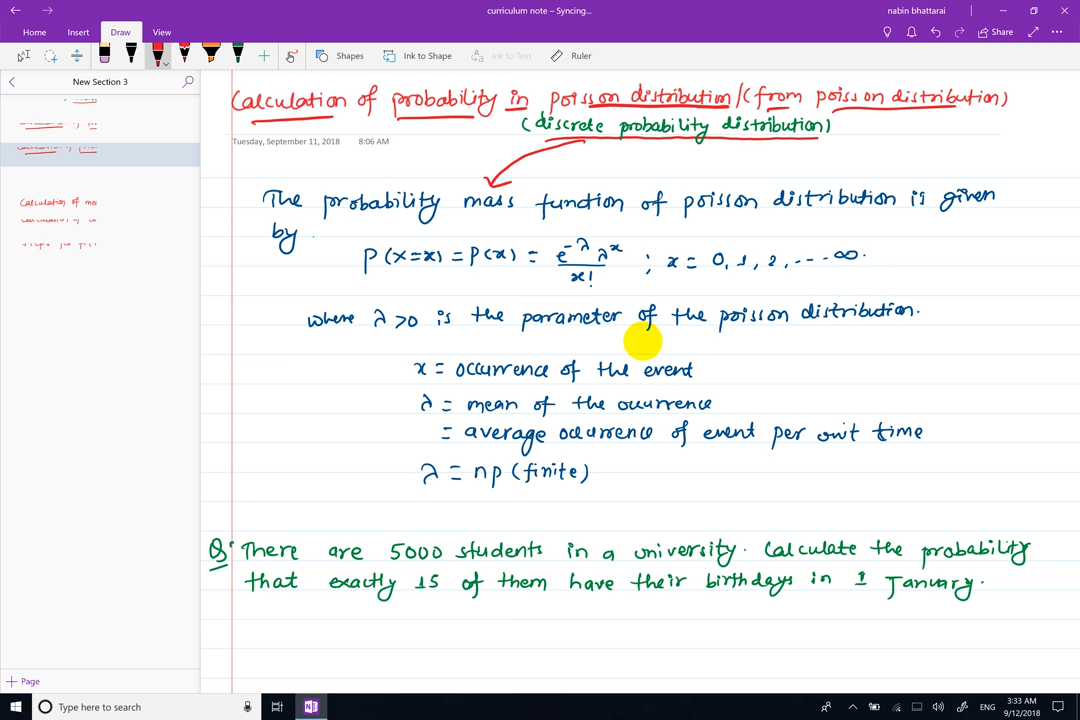 curriculum note – Syncing...
nabin bhattarai
Home Insert Draw View
Share
Shapes
Ink to Shape
Ink to Text
Ruler
New Section 3
Calculation of probability in poisson distribution/(from poisson distribution)
(discrete probability distribution)
Tuesday, September 11, 2018 8:06 AM
The probability mass function of poisson distribution is given
by.
P(X=x) = P(x) = e^-λ λ^x / x! ; x = 0, 1, 2, ... ∞.
where λ>0 is the parameter of the poisson distribution.
x = occurrence of the event
λ = mean of the ocurrence
= average occurrence of event per unit time
λ = np (finite)
Q: There are 5000 students in a university. Calculate the probability
that exactly 15 of them have their birthdays in 1 January.
Calculation of me
+ Page
Type here to search
ENG
3:33 AM
9/12/2018